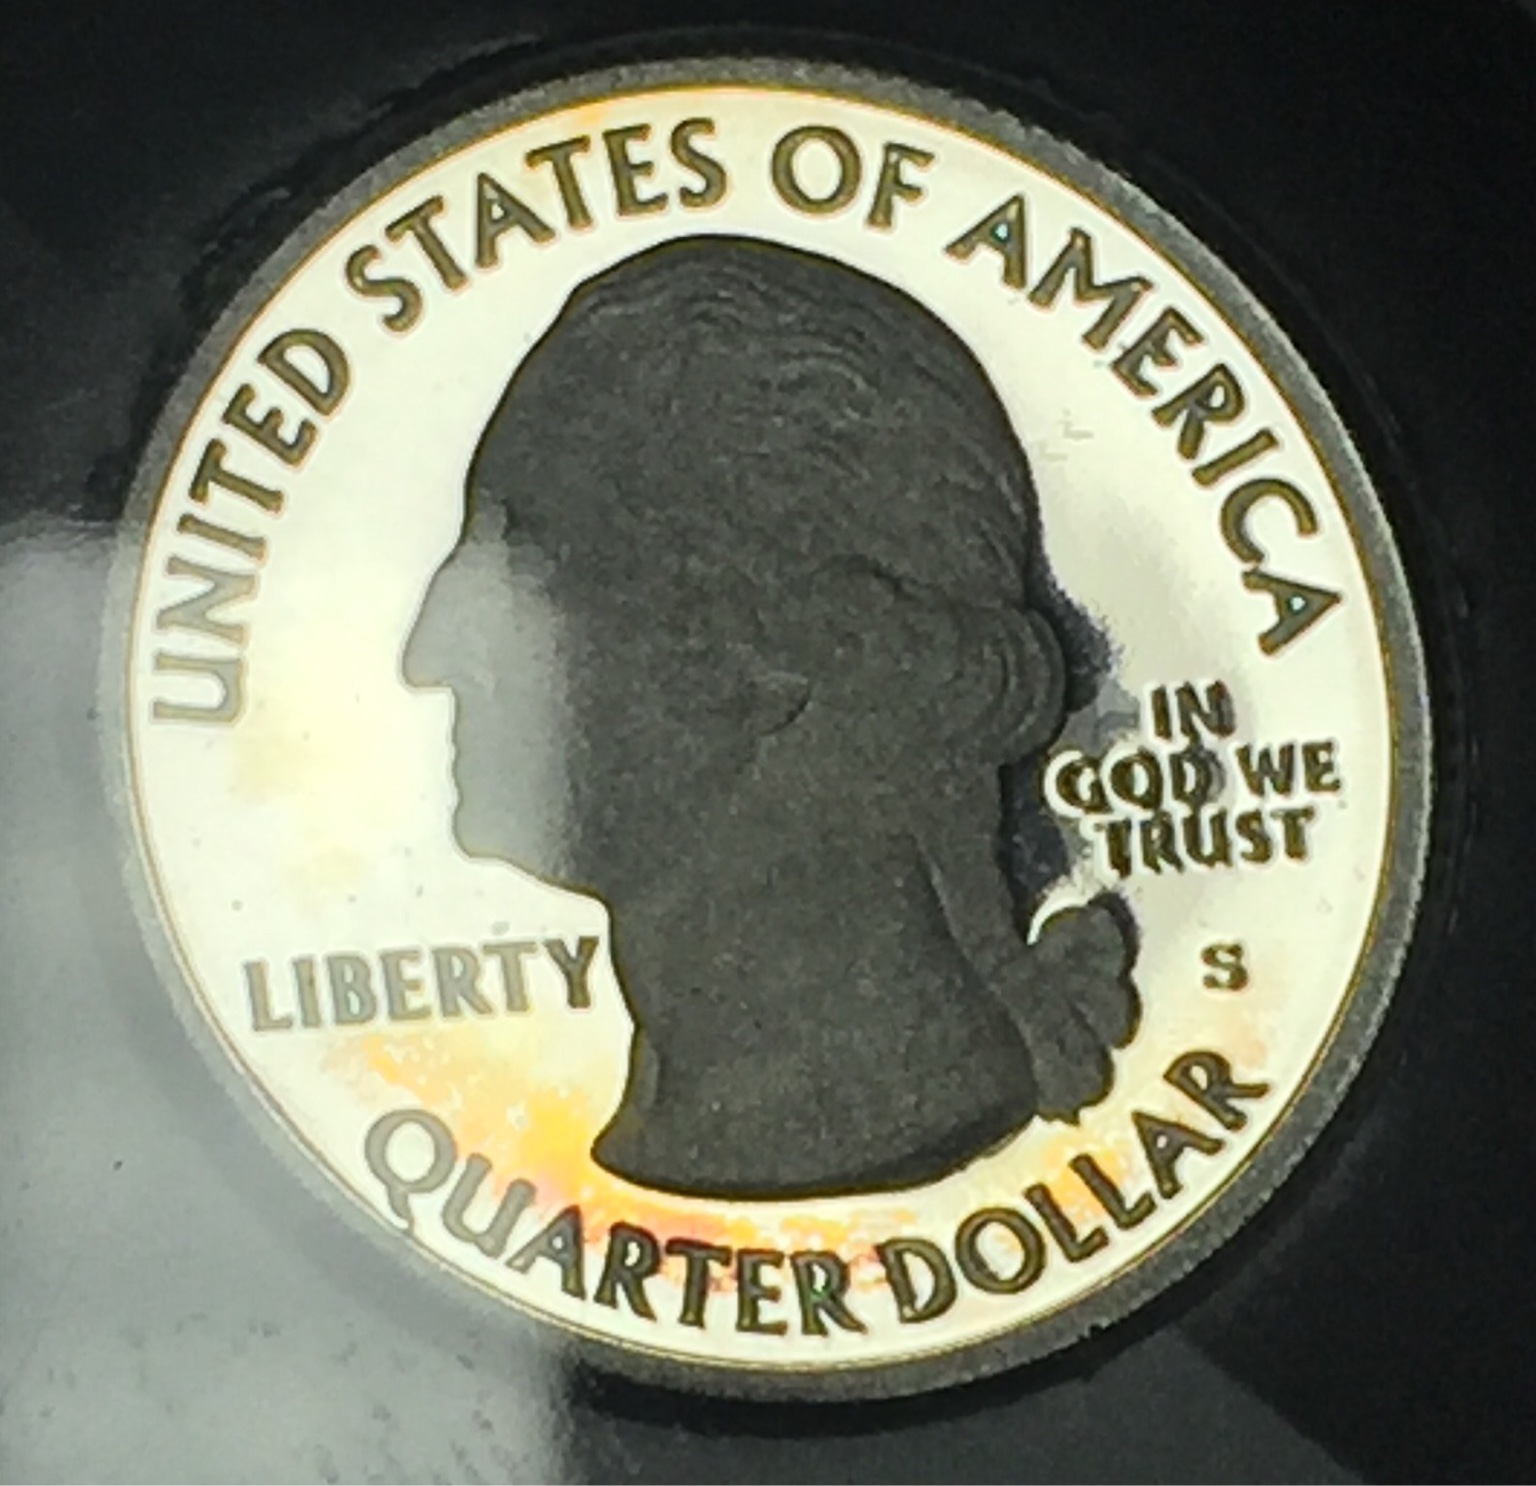 UNITED STATES OF AMERICA
IN
GOD WE
TRUST
LIBERTY
S
QUARTER DOLLAR